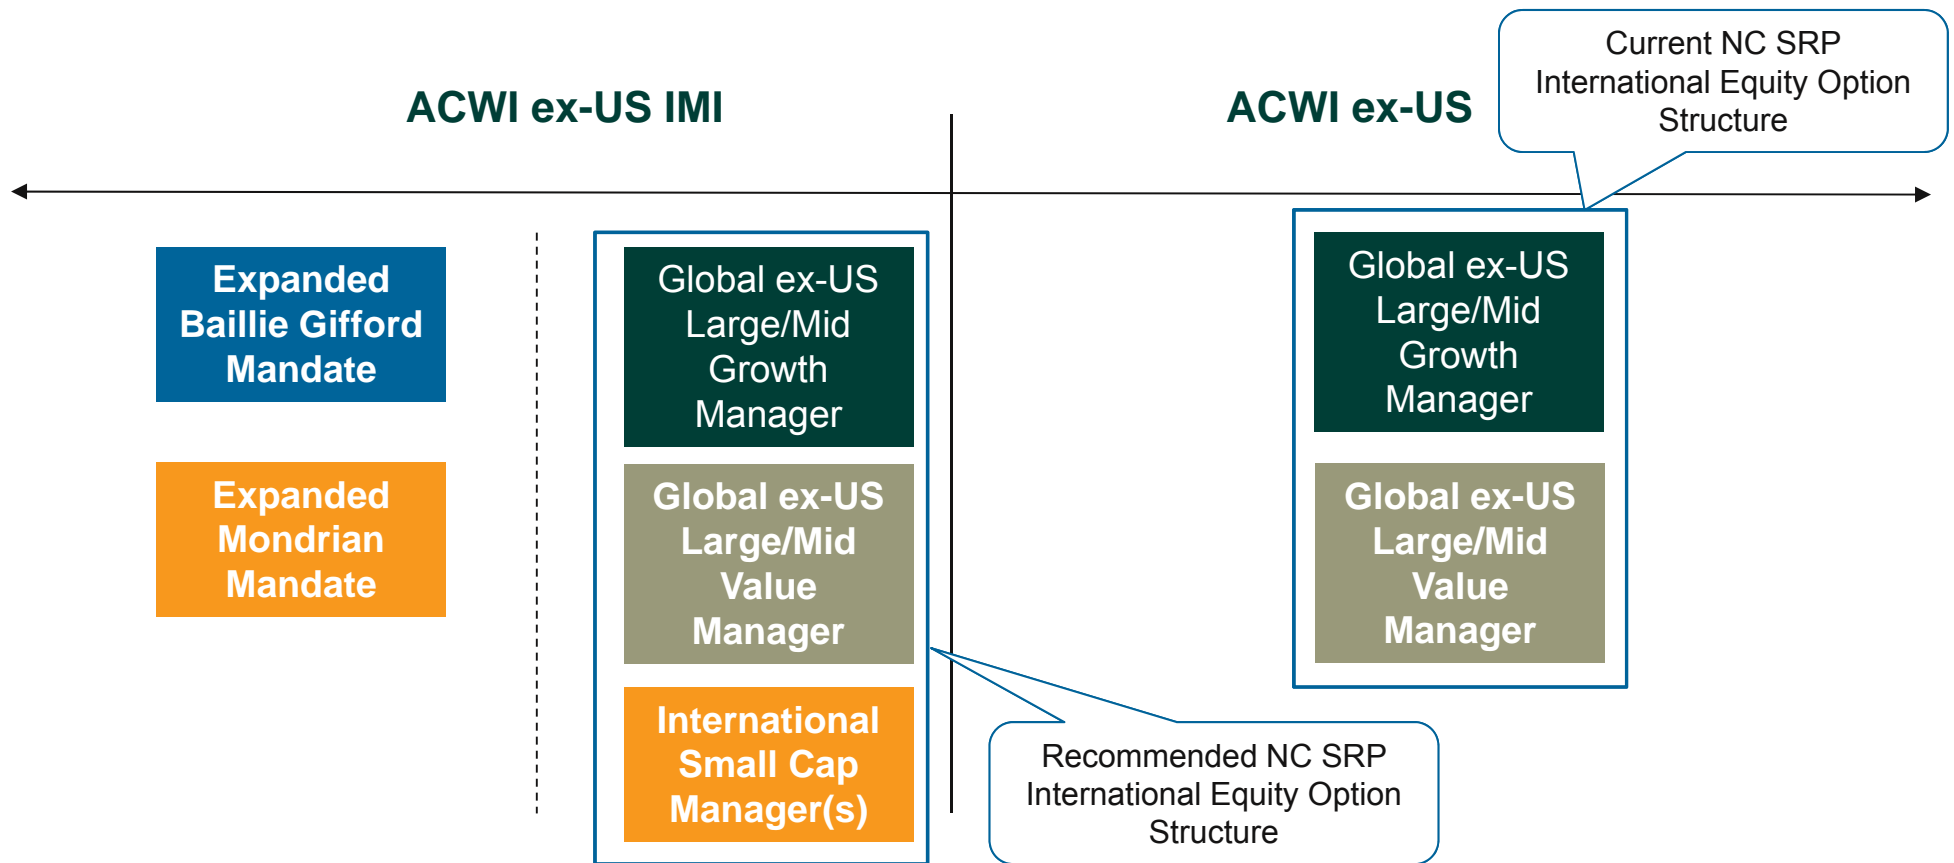 ACWI ex-US IMI
ACWI ex-US
Current NC SRP
International Equity Option
Structure
Expanded
Baillie Gifford
Mandate
Expanded
Mondrian
Mandate
Global ex-US
Large/Mid
Growth
Manager
Global ex-US
Large/Mid
Value
Manager
International
Small Cap
Manager(s)
Recommended NC SRP
International Equity Option
Structure
Global ex-US
Large/Mid
Growth
Manager
Global ex-US
Large/Mid
Value
Manager